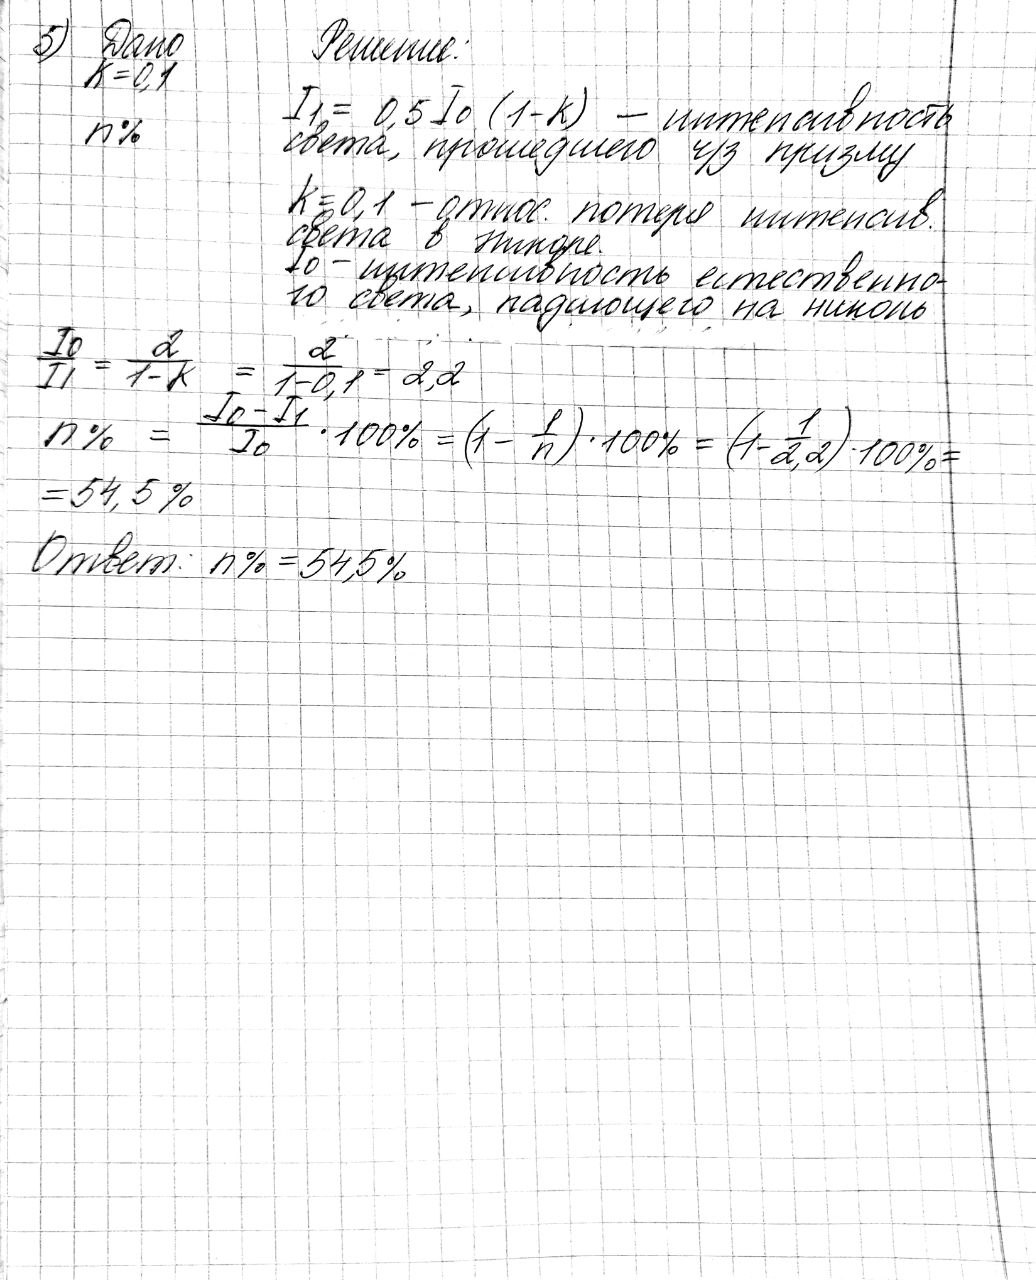 5) Дано Решение:
K=0,1
I1 = 0,5 I0 (1-K) — интенсивность
n%
света, прошедшего ч/з призму
K=0,1 - относ. потеря интенсив.
света в николе.
I0 - интенсивность естественно-
го света, падающего на николь
I0/I1 = 2/(1-K) = 2/(1-0,1) = 2,2
n% = (I0-I1)/I0 · 100% = (1 - 1/n) · 100% = (1 - 1/2,2) · 100% =
= 54,5%
Ответ: n% = 54,5%